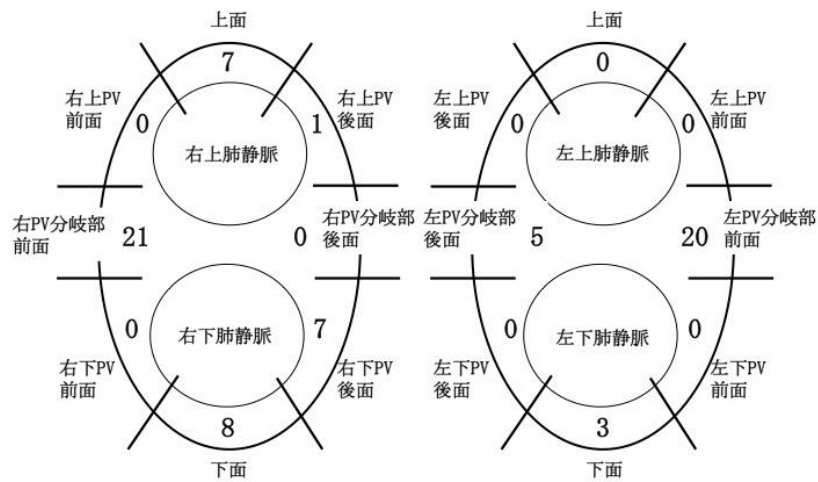 上面
7
右上PV
前面
0
右上PV
後面
1
右上肺静脈
右PV分岐部
前面
21
0
右PV分岐部
後面
0
右下肺静脈
7
右下PV
前面
右下PV
後面
8
下面
上面
0
左上PV
後面
0
左上PV
前面
0
左上肺静脈
左PV分岐部
後面
5
20
左PV分岐部
前面
0
左下肺静脈
0
左下PV
後面
左下PV
前面
3
下面